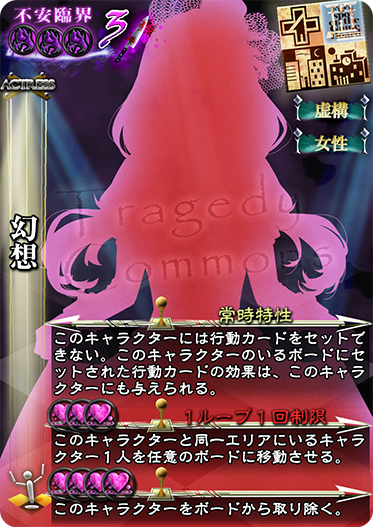 不安臨界
3
ACTRESS
虚構
女性
幻想
Tragedy
Commons
常時特性
このキャラクターには行動カードをセットで
きない。このキャラクターのいるボードにセ
ットされた行動カードの効果は、このキャラ
クターにも与えられる。
1ループ1回制限
このキャラクターと同一エリアにいるキャラ
クター1人を任意のボードに移動させる。
このキャラクターをボードから取り除く。